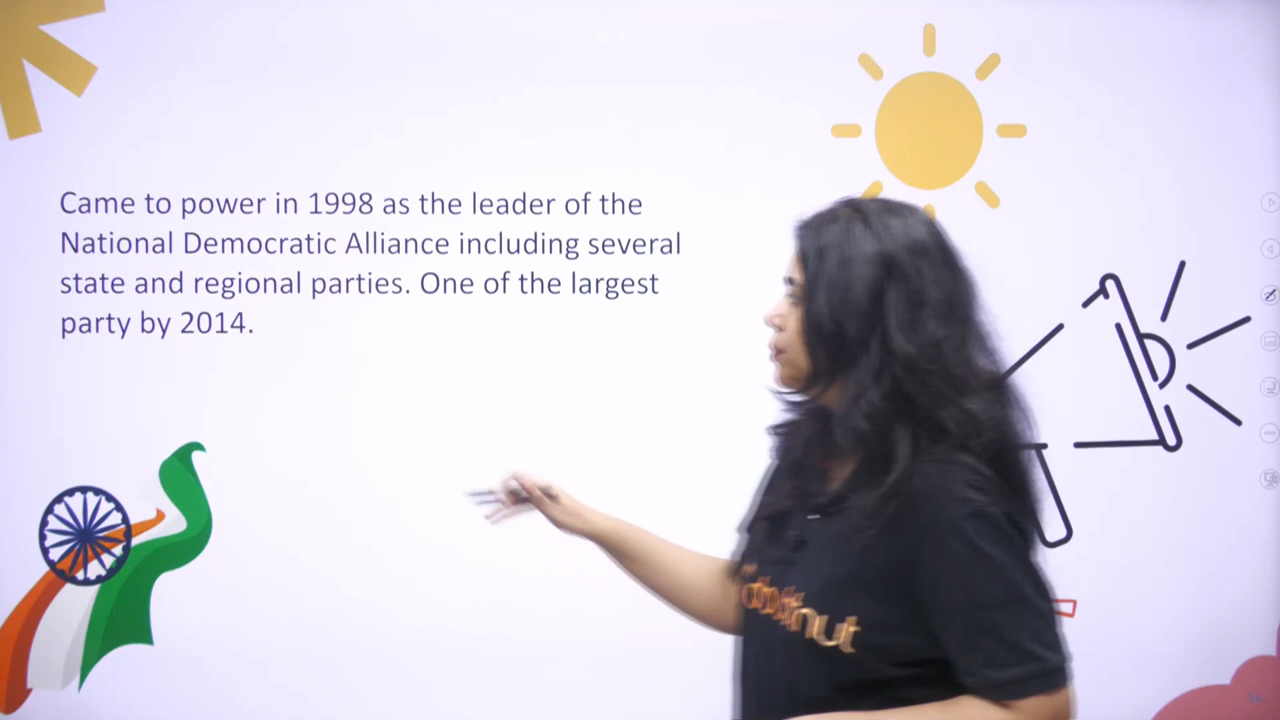 Came to power in 1998 as the leader of the
National Democratic Alliance including several
state and regional parties. One of the largest
party by 2014.